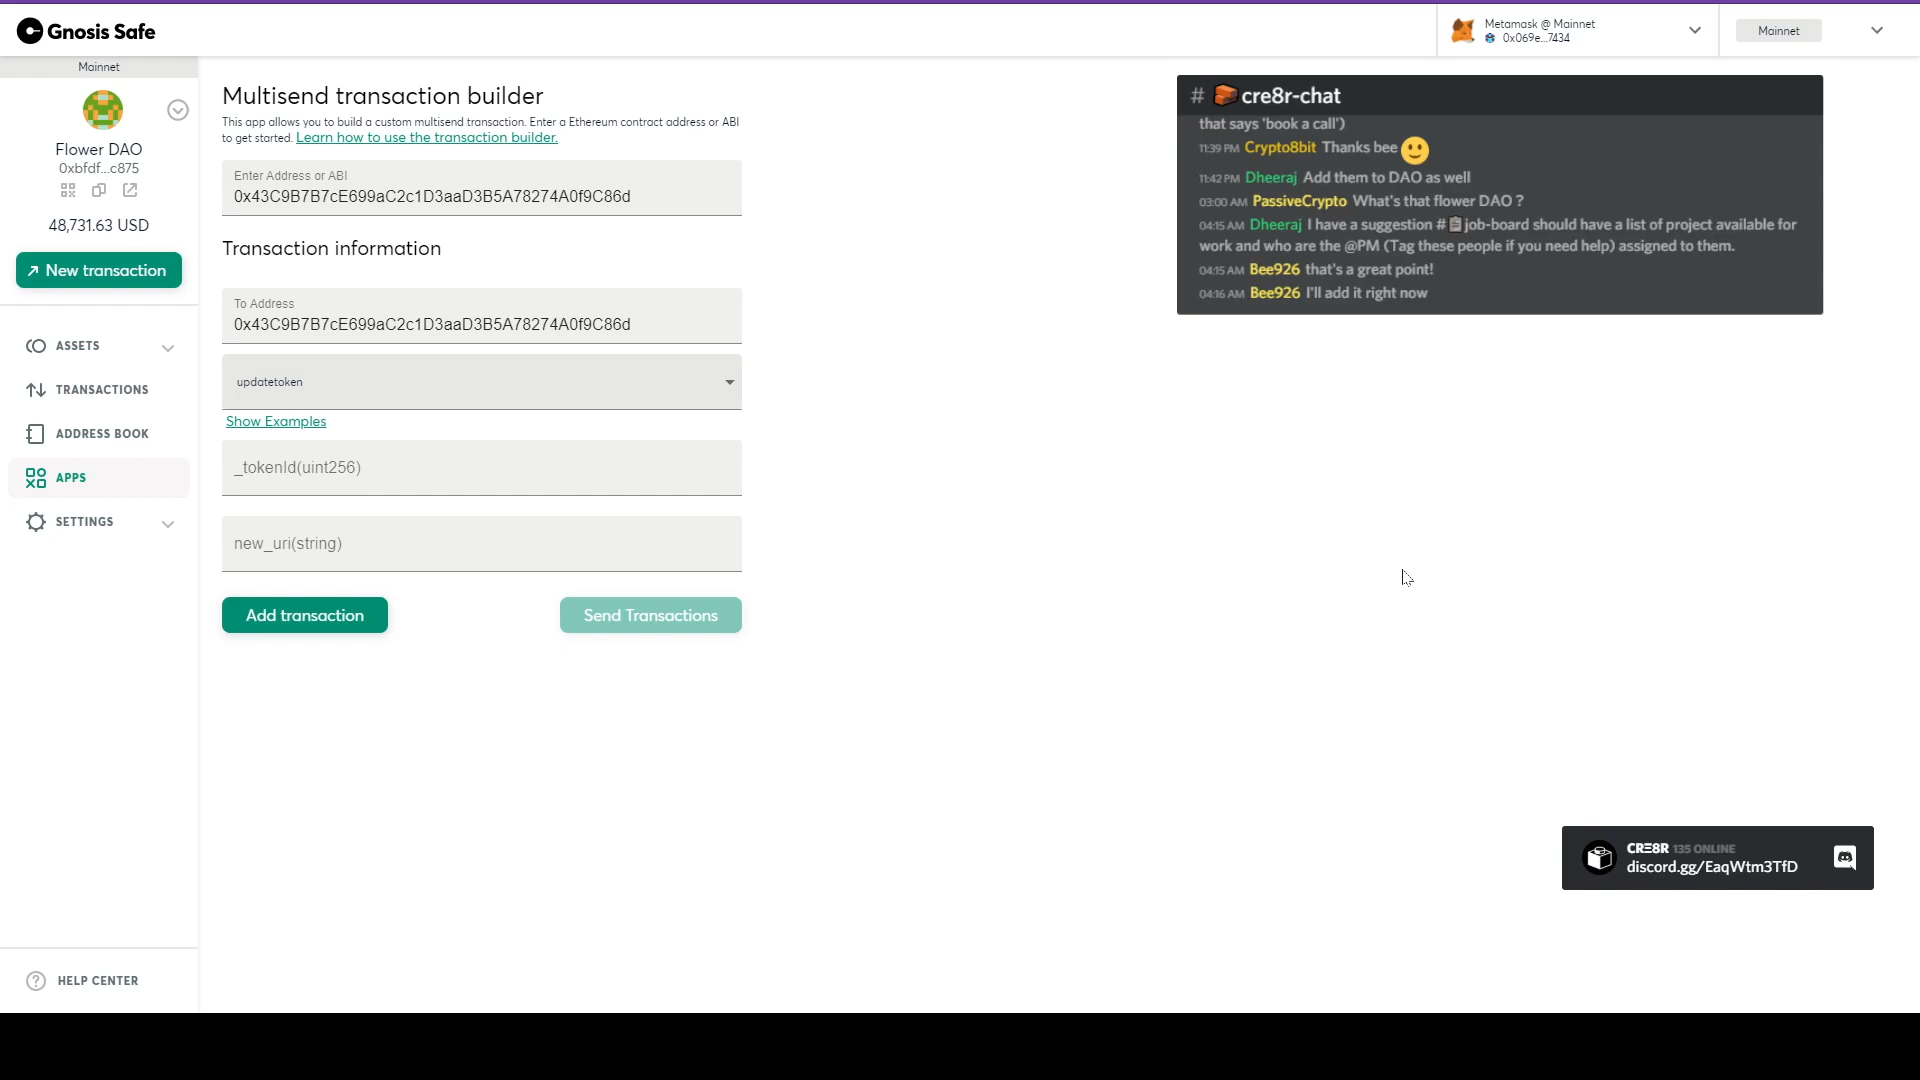 Gnosis Safe
Metamask @ Mainnet
0x069e...7434
Mainnet
Mainnet
Flower DAO
0xbfdf...c875
48,731.63 USD
New transaction
ASSETS
TRANSACTIONS
ADDRESS BOOK
APPS
SETTINGS
HELP CENTER
Multisend transaction builder
This app allows you to build a custom multisend transaction. Enter a Ethereum contract address or ABI
to get started. Learn how to use the transaction builder.
Enter Address or ABI
0x43C9B7B7cE699aC2c1D3aaD3B5A78274A0f9C86d
Transaction information
To Address
0x43C9B7B7cE699aC2c1D3aaD3B5A78274A0f9C86d
updatetoken
Show Examples
_tokenId(uint256)
new_uri(string)
Add transaction
Send Transactions
# cre8r-chat
that says 'book a call')
11:39 PM Crypto8bit Thanks bee
11:42 PM Dheeraj Add them to DAO as well
03:00 AM PassiveCrypto What's that flower DAO ?
04:15 AM Dheeraj I have a suggestion # job-board should have a list of project available for
work and who are the @PM (Tag these people if you need help) assigned to them.
04:15 AM Bee926 that's a great point!
04:16 AM Bee926 I'll add it right now
CRΞ8R 135 ONLINE
discord.gg/EaqWtm3TfD